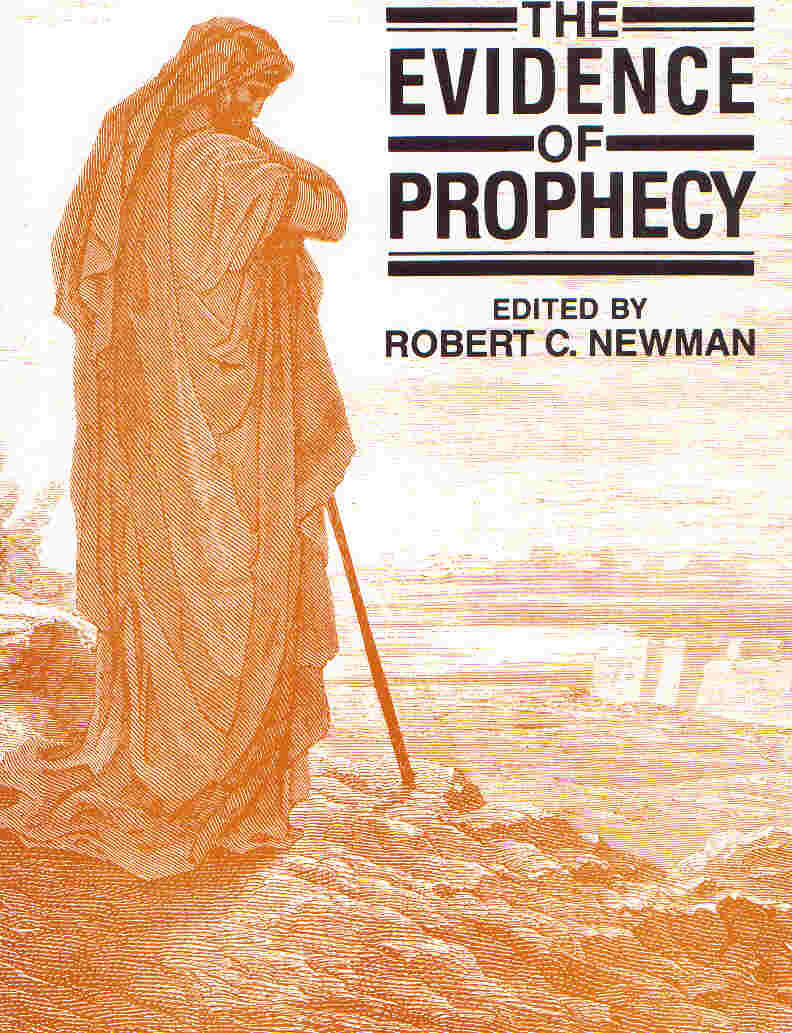 THE
EVIDENCE
OF
PROPHECY
EDITED BY
ROBERT C. NEWMAN